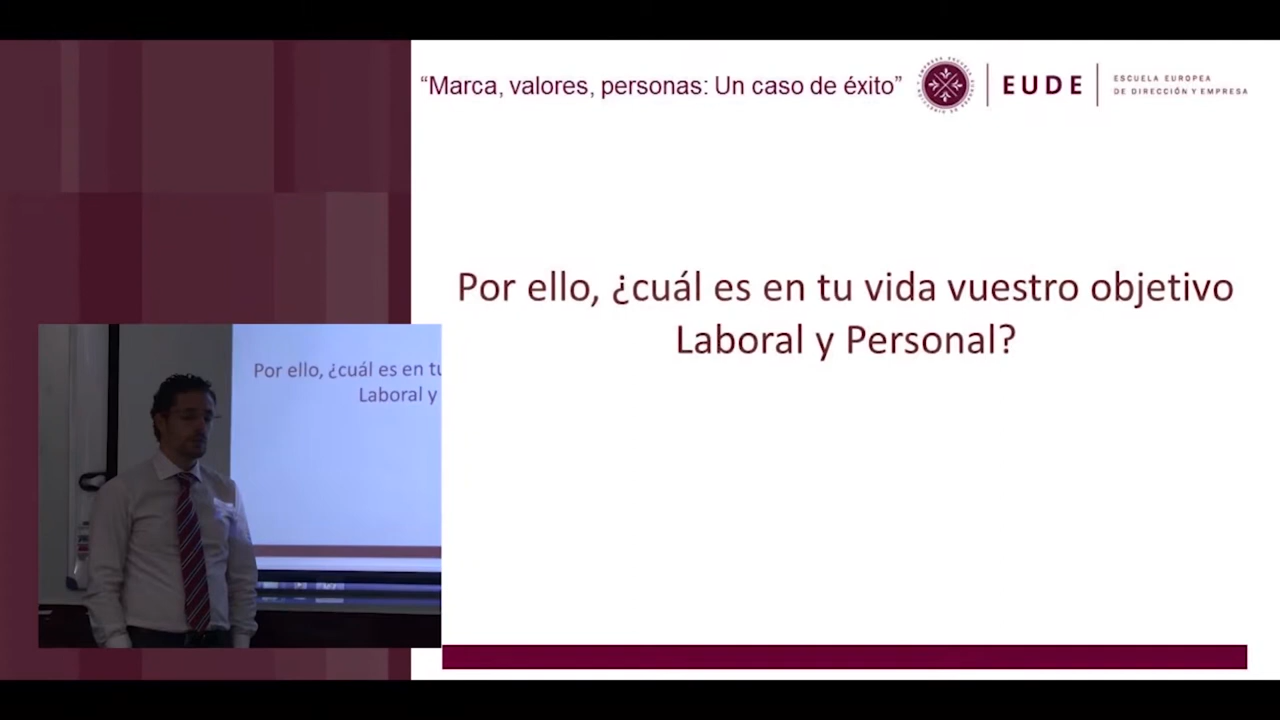 “Marca, valores, personas: Un caso de éxito”
EUDE
ESCUELA EUROPEA
DE DIRECCIÓN Y EMPRESA
Por ello, ¿cuál es en tu vida vuestro objetivo
Laboral y Personal?
Por ello, ¿cuál es en tu
Laboral y